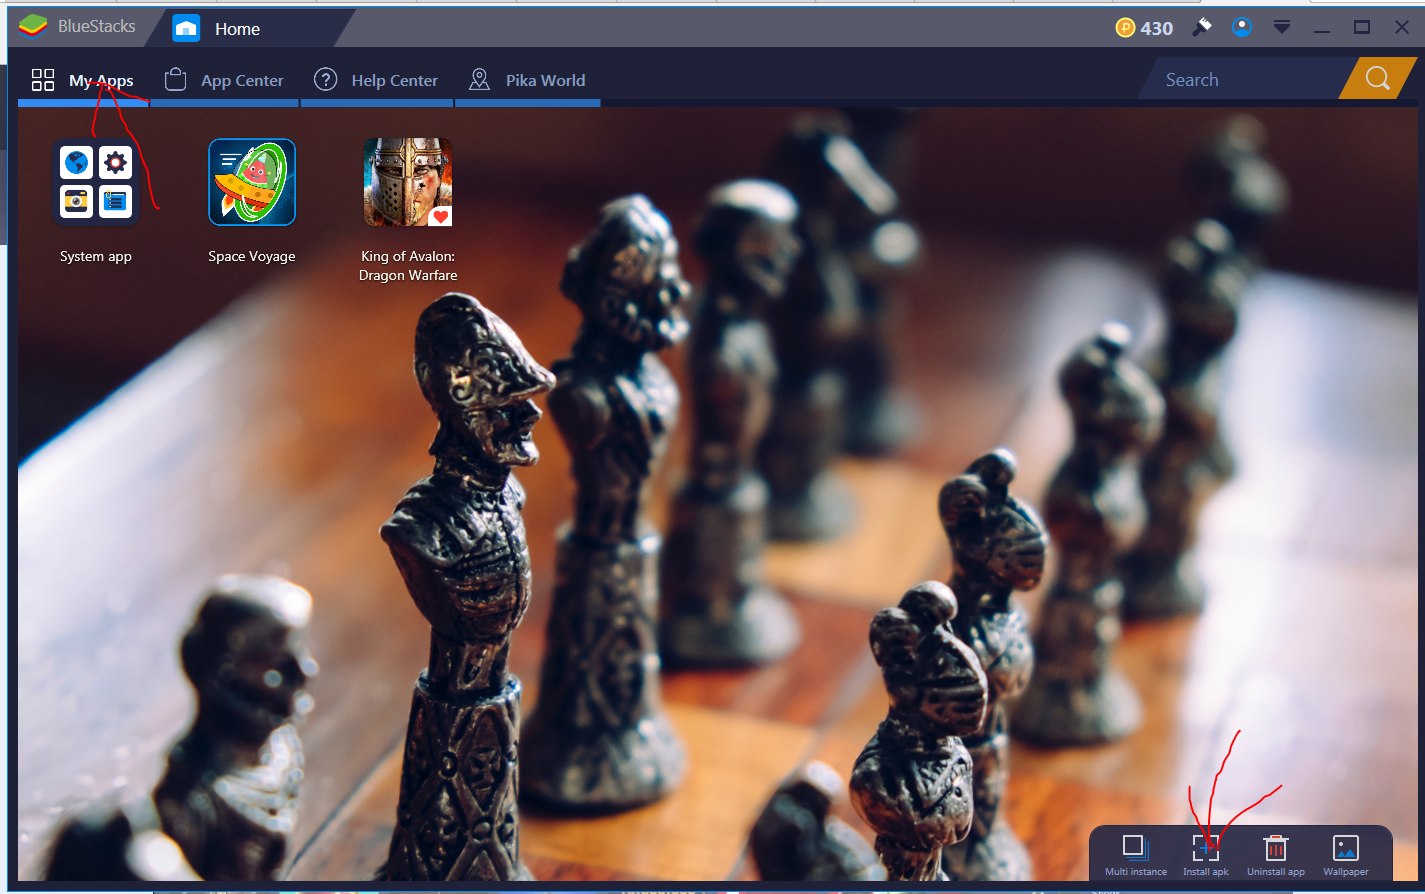 BlueStacks
Home
430
My Apps
App Center
Help Center
Pika World
Search
System app
Space Voyage
King of Avalon:
Dragon Warfare
Multi instance
Install apk
Uninstall app
Wallpaper